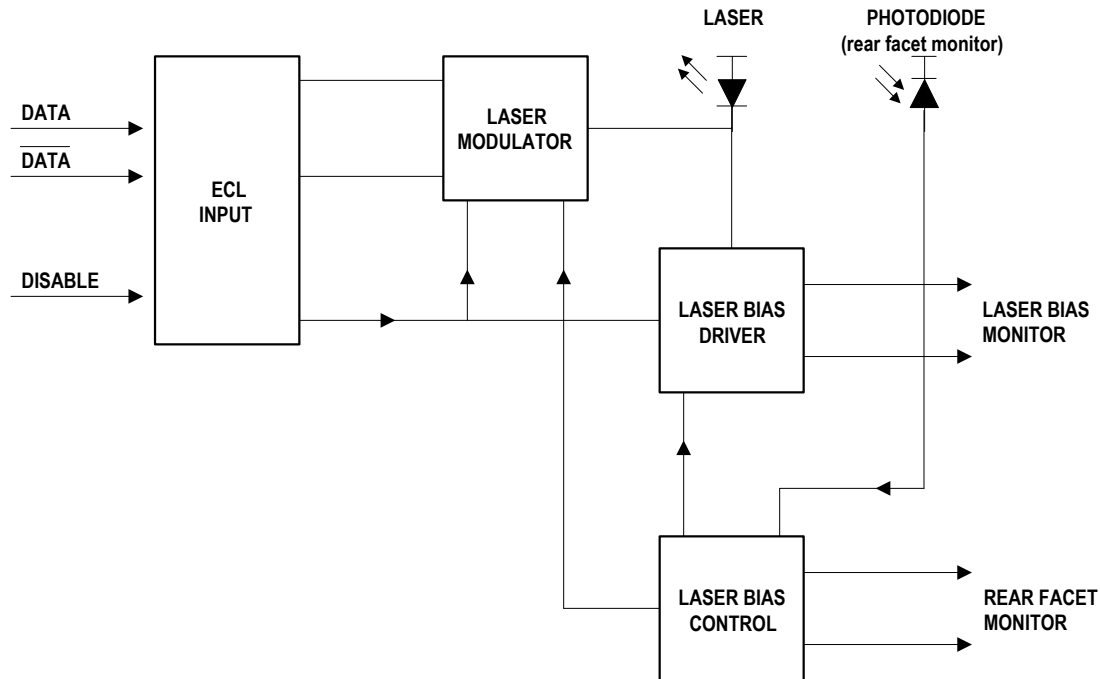 LASER
PHOTODIODE
(rear facet monitor)
DATA
DATA
DISABLE
ECL
INPUT
LASER
MODULATOR
LASER BIAS
DRIVER
LASER BIAS
MONITOR
LASER BIAS
CONTROL
REAR FACET
MONITOR